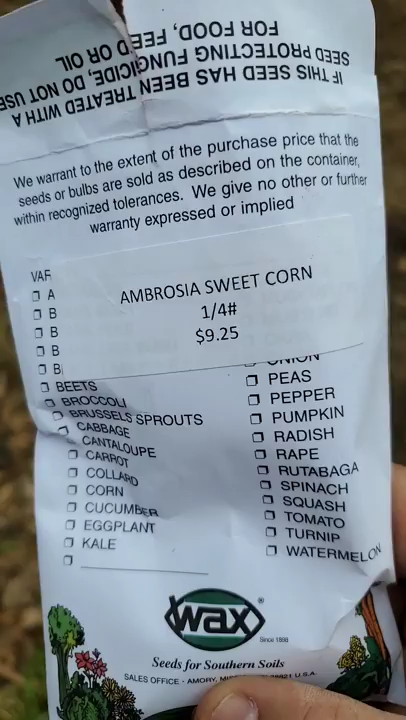 IF THIS SEED HAS BEEN TREATED WITH A
SEED PROTECTING FUNGICIDE, DO NOT USE
FOR FOOD, FEED OR OIL
We warrant to the extent of the purchase price that the
seeds or bulbs are sold as described on the container,
within recognized tolerances. We give no other or further
warranty expressed or implied
AMBROSIA SWEET CORN
1/4#
$9.25
VAR
A
B
B
B
B
BEETS
BROCCOLI
BRUSSELS SPROUTS
CABBAGE
CANTALOUPE
CARROT
COLLARD
CORN
CUCUMBER
EGGPLANT
KALE
ONION
PEAS
PEPPER
PUMPKIN
RADISH
RAPE
RUTABAGA
SPINACH
SQUASH
TOMATO
TURNIP
WATERMELON
wax®
Since 1898
Seeds for Southern Soils
SALES OFFICE - AMORY, 38821 U.S.A.